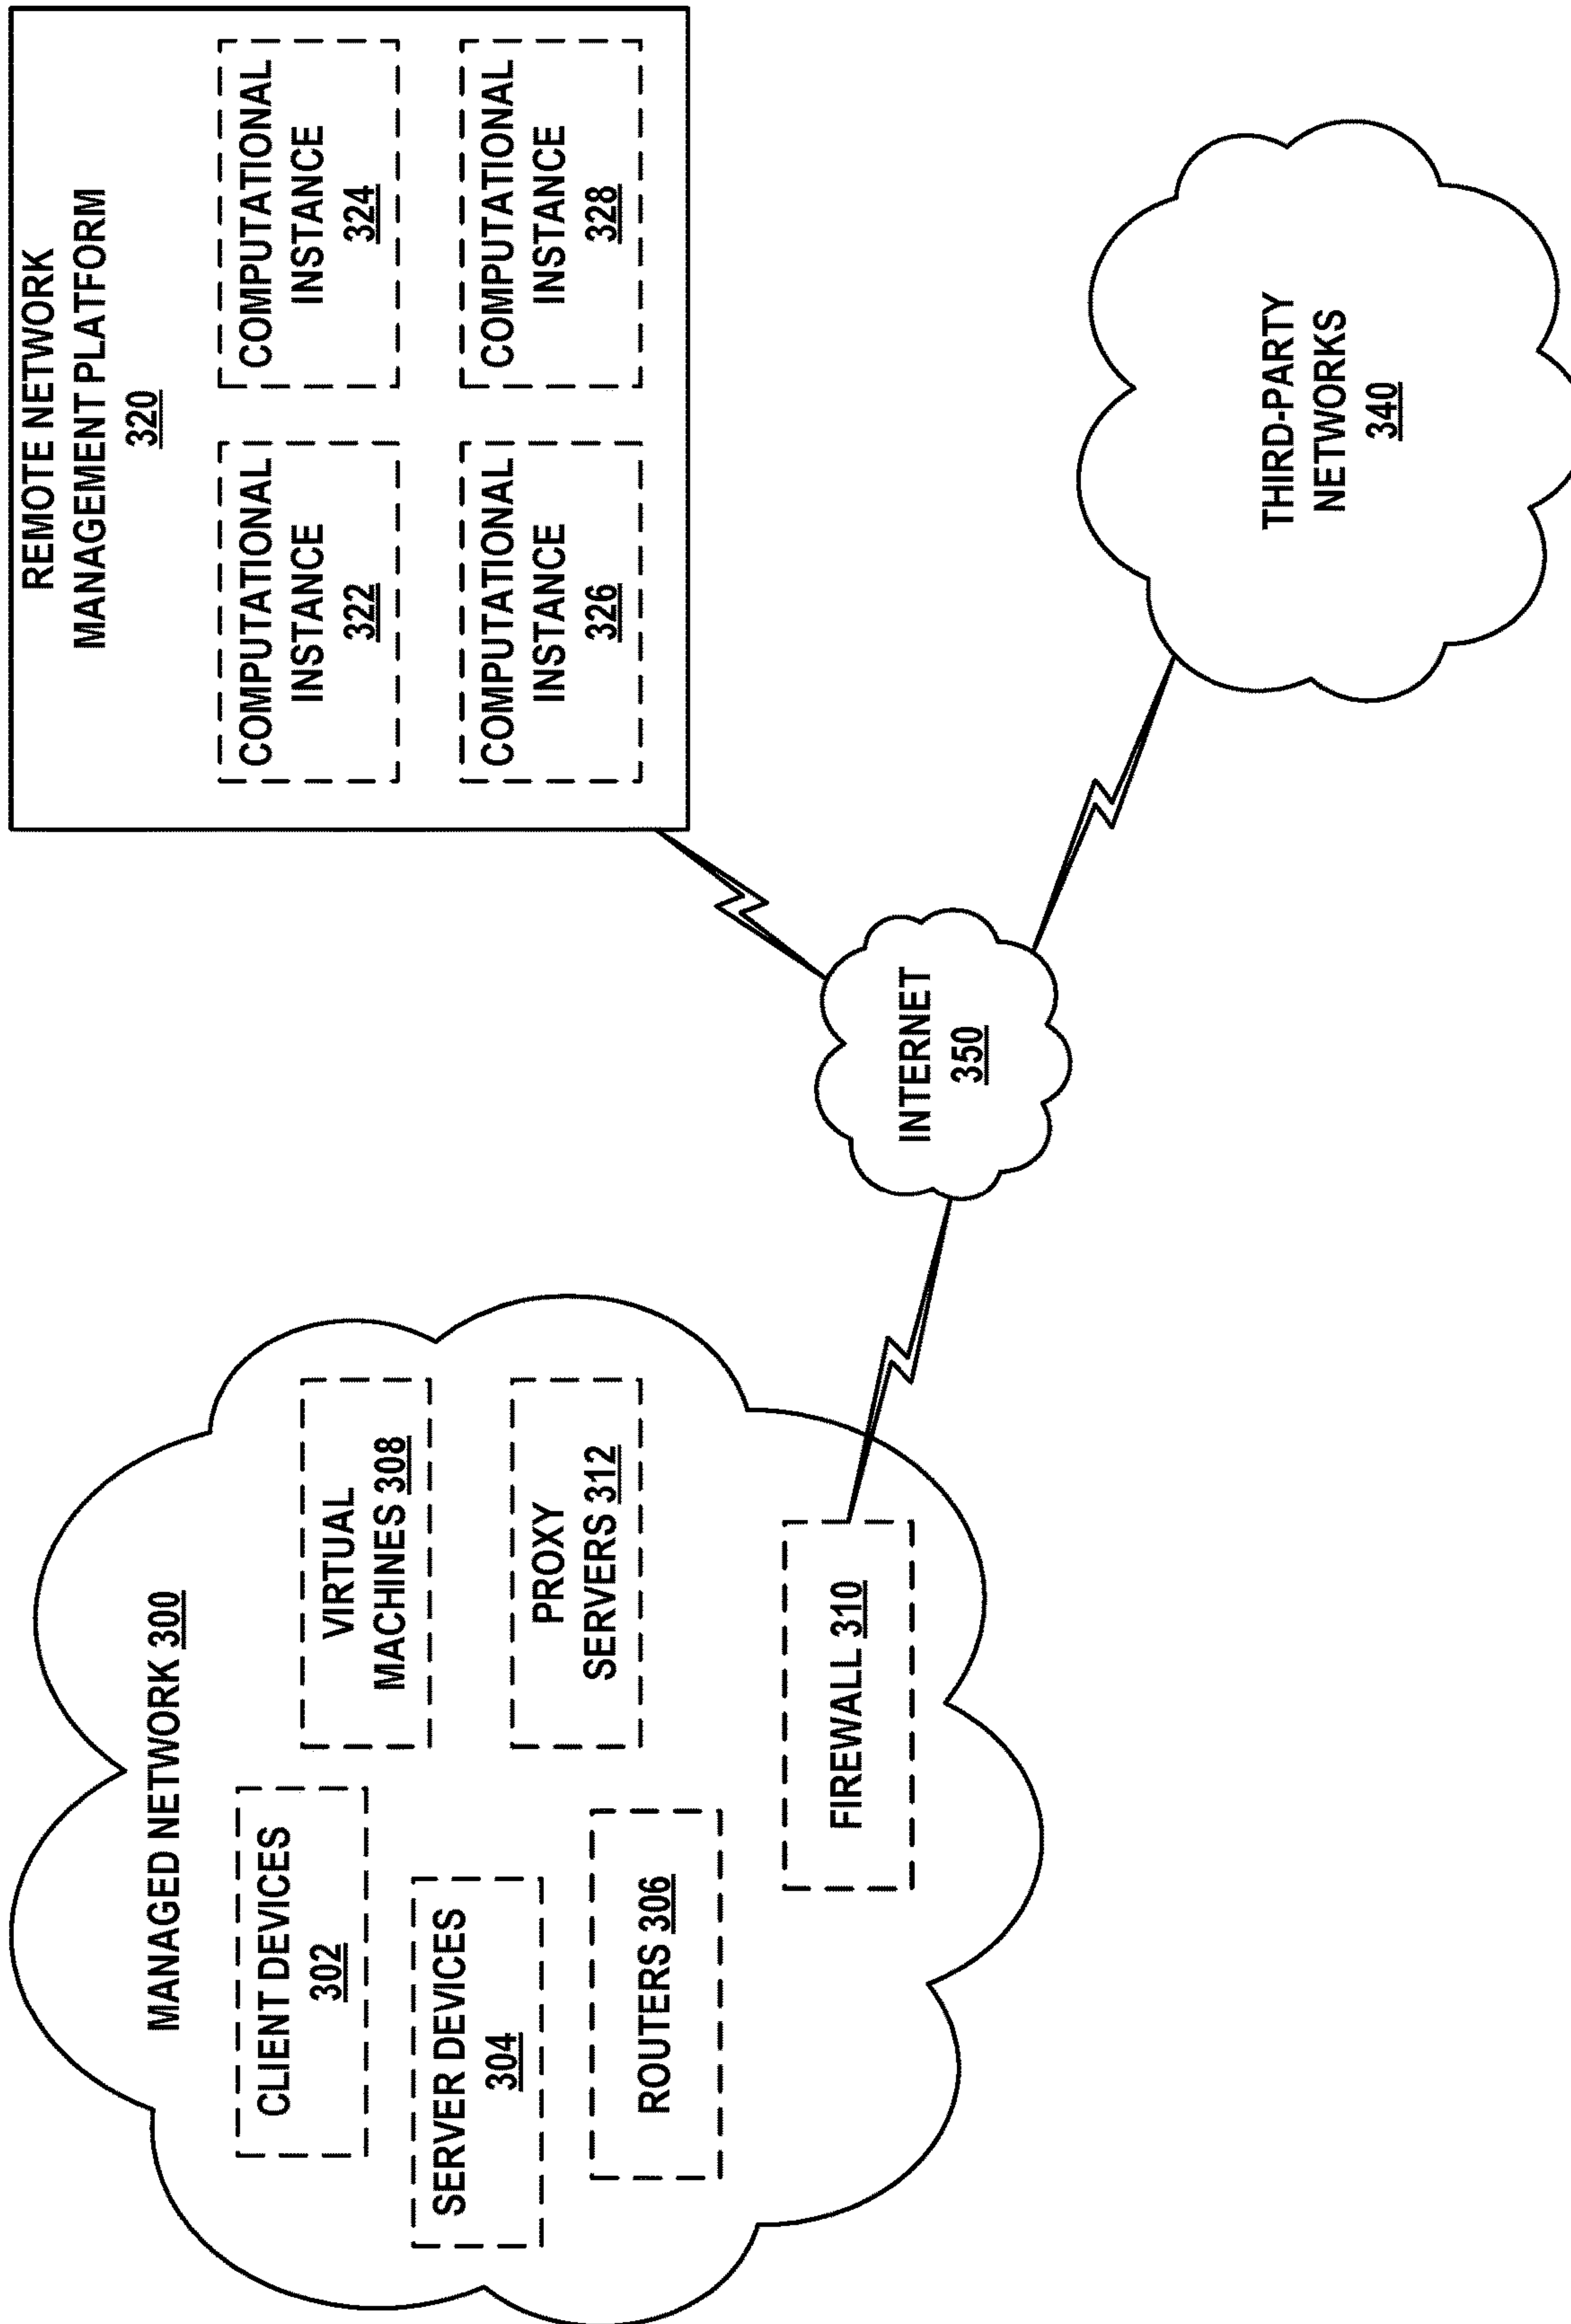 MANAGED NETWORK 300
CLIENT DEVICES
302
SERVER DEVICES
304
ROUTERS 306
VIRTUAL
MACHINES 308
PROXY
SERVERS 312
FIREWALL 310
INTERNET
350
REMOTE NETWORK
MANAGEMENT PLATFORM
320
COMPUTATIONAL
INSTANCE
322
COMPUTATIONAL
INSTANCE
324
COMPUTATIONAL
INSTANCE
326
COMPUTATIONAL
INSTANCE
328
THIRD-PARTY
NETWORKS
340